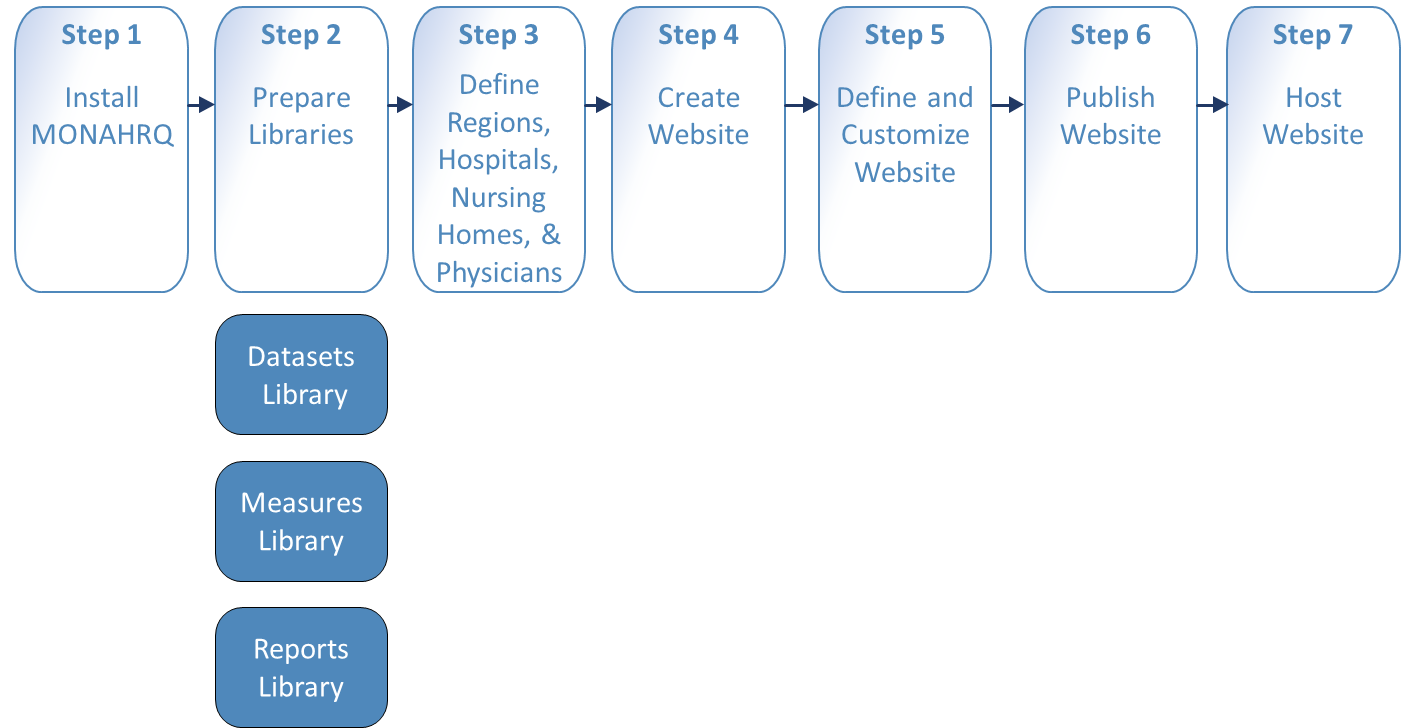 Step 1
Install
MONAHRQ
Step 2
Prepare
Libraries
Step 3
Define
Regions,
Hospitals,
Nursing
Homes, &
Physicians
Step 4
Create
Website
Step 5
Define and
Customize
Website
Step 6
Publish
Website
Step 7
Host
Website
Datasets
Library
Measures
Library
Reports
Library